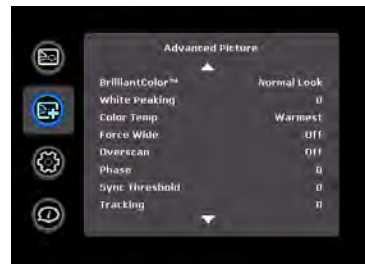 Advanced Picture
BrilliantColor™ Normal Look
White Peaking 0
Color Temp Warmest
Force Wide Off
Overscan Off
Phase 0
Sync Threshold 0
Tracking 0